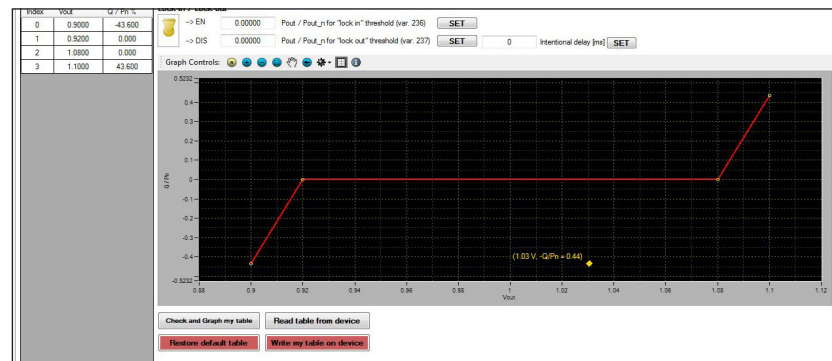 Lock in / Lock out
Index Vout Q / Pn %
0 0.9000 -43.600
1 0.9200 0.000
2 1.0800 0.000
3 1.1000 43.600
--> EN 0.00000 Pout / Pout_n for "lock in" threshold (var. 236) SET
--> DIS 0.00000 Pout / Pout_n for "lock out" threshold (var. 237) SET 0 Intentional delay [ms] SET
Graph Controls:
0.5232
0.4
0.3
0.2
0.1
0
-0.1
-0.2
-0.3
-0.4
-0.5232
Q / Pn
(1.03 V, -Q/Pn = 0.44)
0.88 0.9 0.92 0.94 0.96 0.98 1 1.02 1.04 1.06 1.08 1.1 1.12
Vout
Check and Graph my table Read table from device
Restore default table Write my table on device